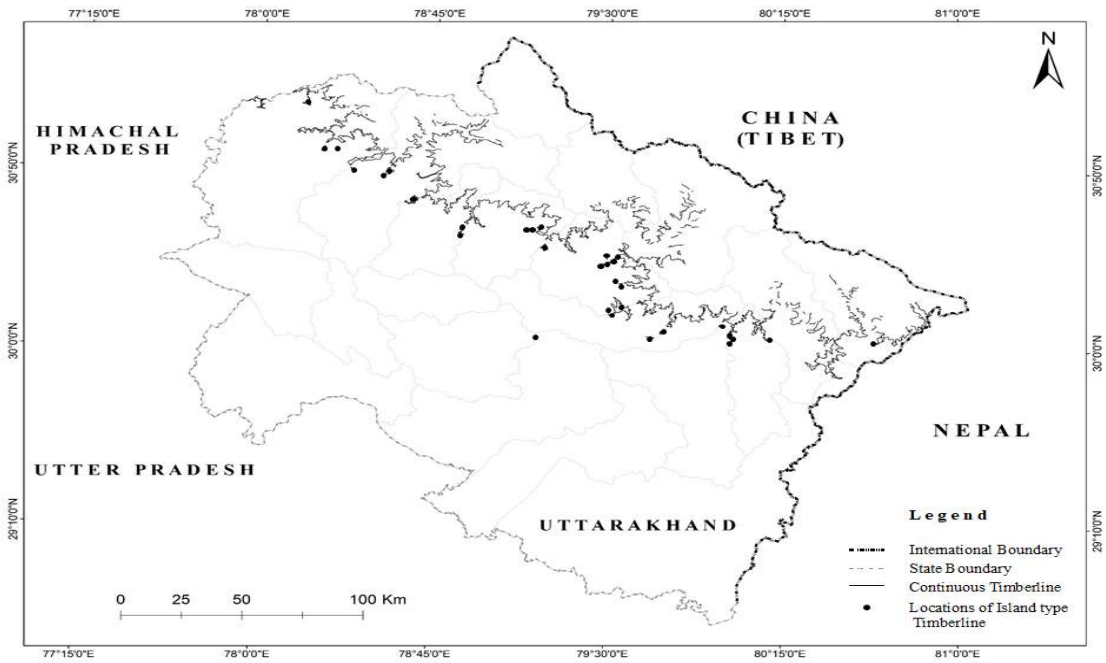 77°15'0"E 78°0'0"E 78°45'0"E 79°30'0"E 80°15'0"E 81°0'0"E
N
CHINA
(TIBET)
HIMACHAL
PRADESH
30°50'0"N
30°50'0"N
30°0'0"N
30°0'0"N
NEPAL
UTTER PRADESH
29°10'0"N
29°10'0"N
UTTARAKHAND
Legend
International Boundary
State Boundary
Continuous Timberline
Locations of Island type
Timberline
0 25 50 100 Km
77°15'0"E 78°0'0"E 78°45'0"E 79°30'0"E 80°15'0"E 81°0'0"E